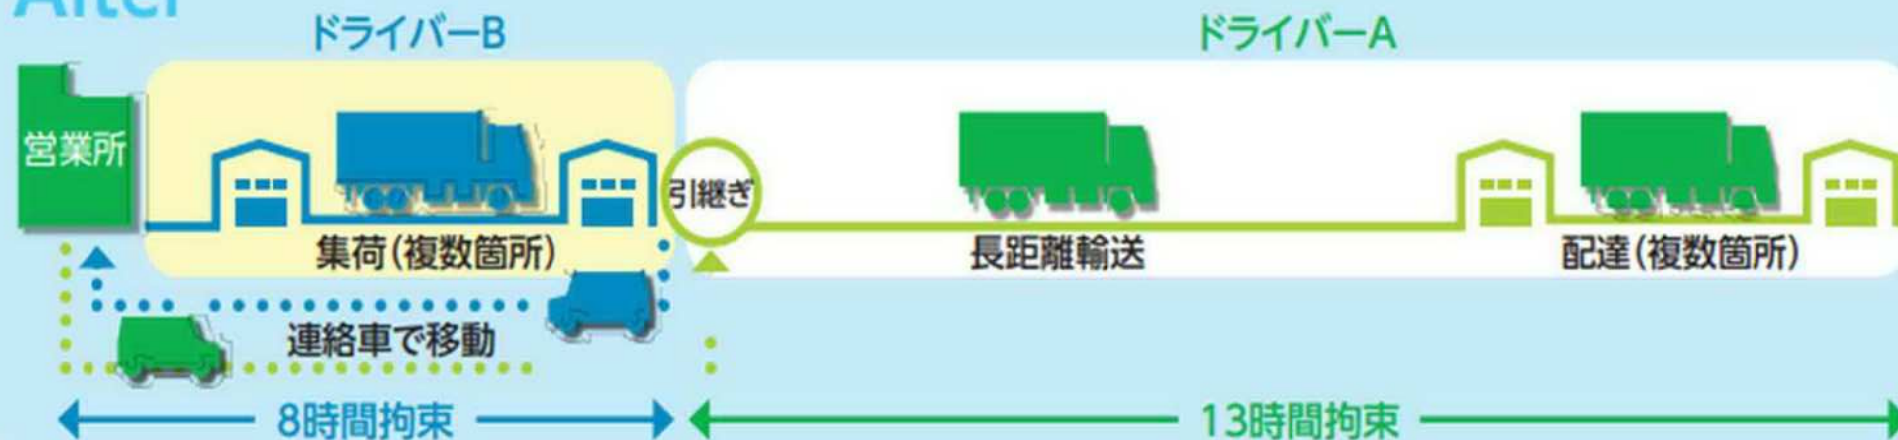 After
ドライバーB
ドライバーA
営業所
引継ぎ
集荷(複数箇所)
長距離輸送
配達(複数箇所)
連絡車で移動
8時間拘束
13時間拘束